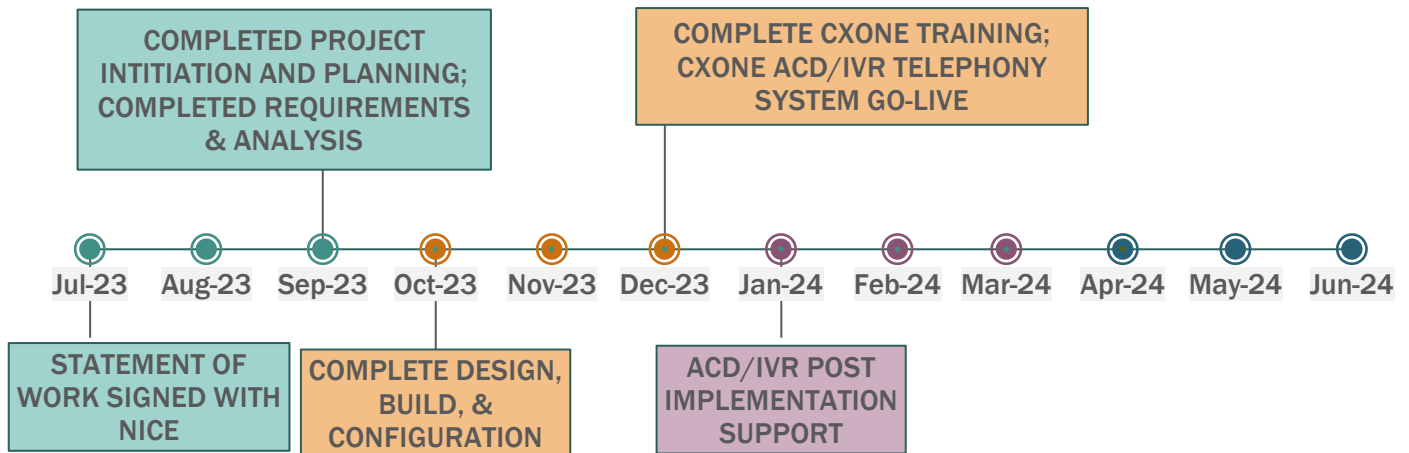 COMPLETED PROJECT
INTITIATION AND PLANNING;
COMPLETED REQUIREMENTS
& ANALYSIS
COMPLETE CXONE TRAINING;
CXONE ACD/IVR TELEPHONY
SYSTEM GO-LIVE
Jul-23 Aug-23 Sep-23 Oct-23 Nov-23 Dec-23 Jan-24 Feb-24 Mar-24 Apr-24 May-24 Jun-24
STATEMENT OF
WORK SIGNED WITH
NICE
COMPLETE DESIGN,
BUILD, &
CONFIGURATION
ACD/IVR POST
IMPLEMENTATION
SUPPORT